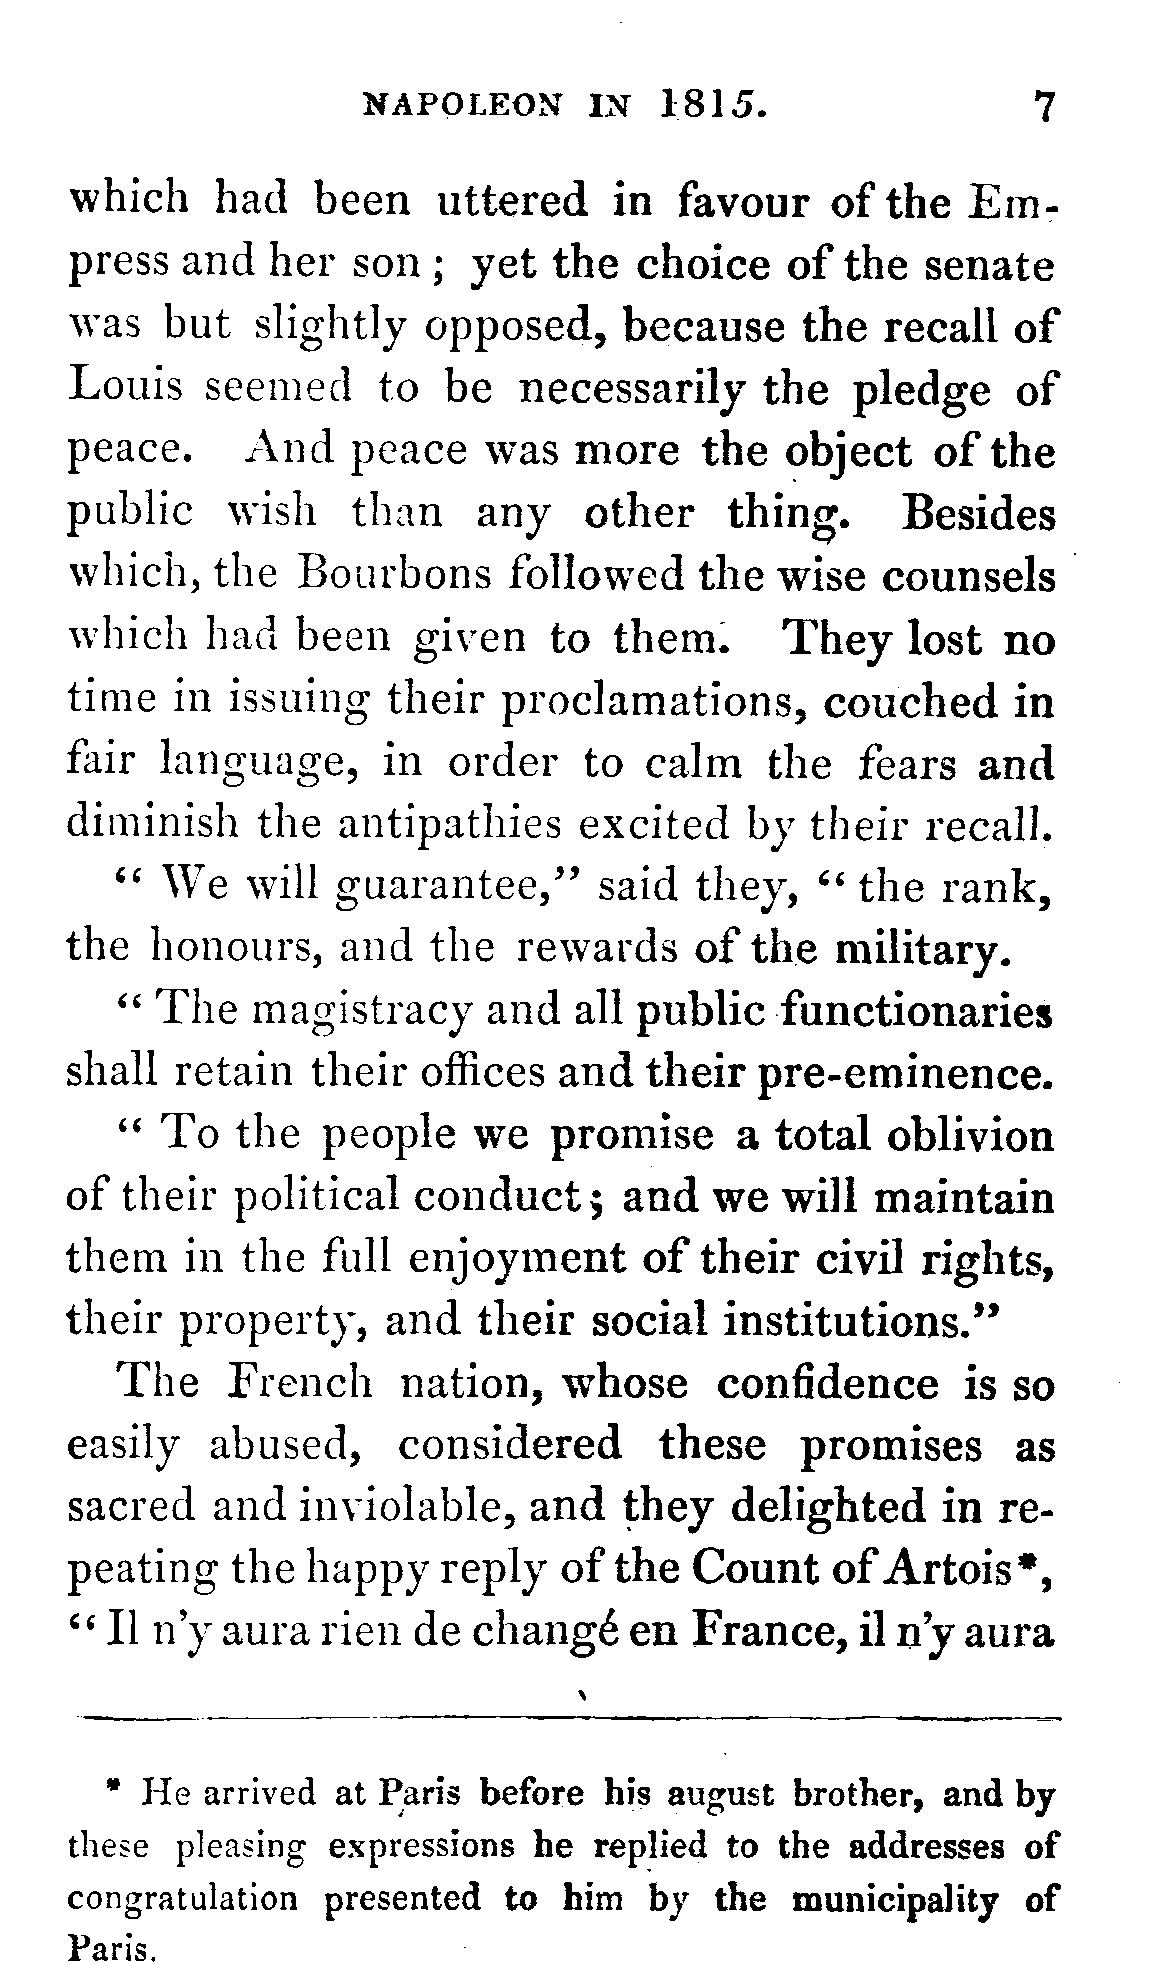 NAPOLEON IN 1815. 7
which had been uttered in favour of the Em-
press and her son ; yet the choice of the senate
was but slightly opposed, because the recall of
Louis seemed to be necessarily the pledge of
peace. And peace was more the object of the
public wish than any other thing. Besides
which, the Bourbons followed the wise counsels
which had been given to them. They lost no
time in issuing their proclamations, couched in
fair language, in order to calm the fears and
diminish the antipathies excited by their recall.
“ We will guarantee,” said they, “ the rank,
the honours, and the rewards of the military.
“ The magistracy and all public functionaries
shall retain their offices and their pre-eminence.
“ To the people we promise a total oblivion
of their political conduct ; and we will maintain
them in the full enjoyment of their civil rights,
their property, and their social institutions.”
The French nation, whose confidence is so
easily abused, considered these promises as
sacred and inviolable, and they delighted in re-
peating the happy reply of the Count of Artois*,
“ Il n'y aura rien de changé en France, il n'y aura
* He arrived at Paris before his august brother, and by
these pleasing expressions he replied to the addresses of
congratulation presented to him by the municipality of
Paris.